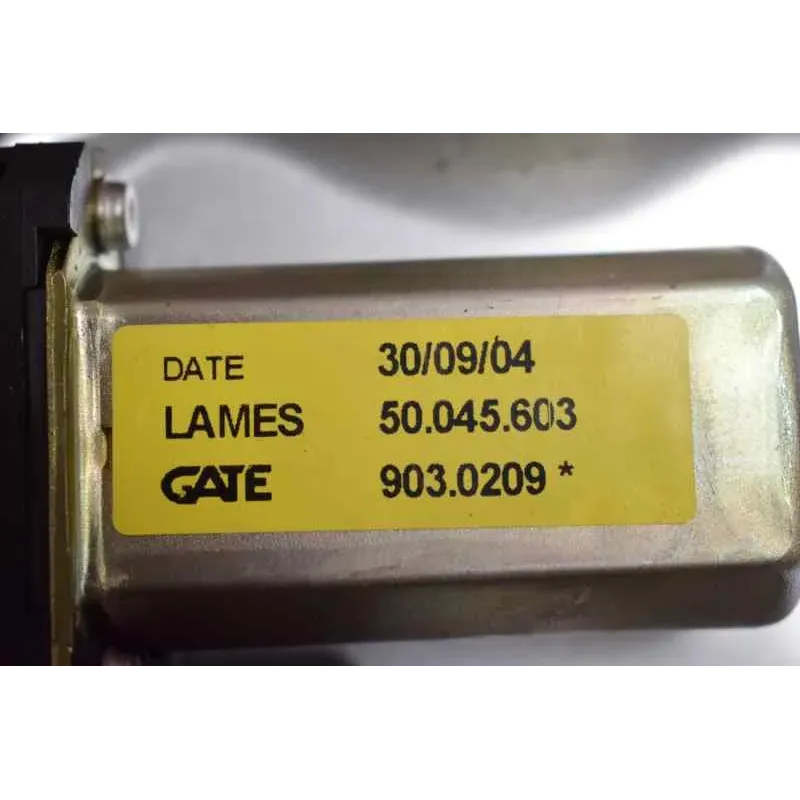 DATE 30/09/04
LAMES 50.045.603
GATE 903.0209 *